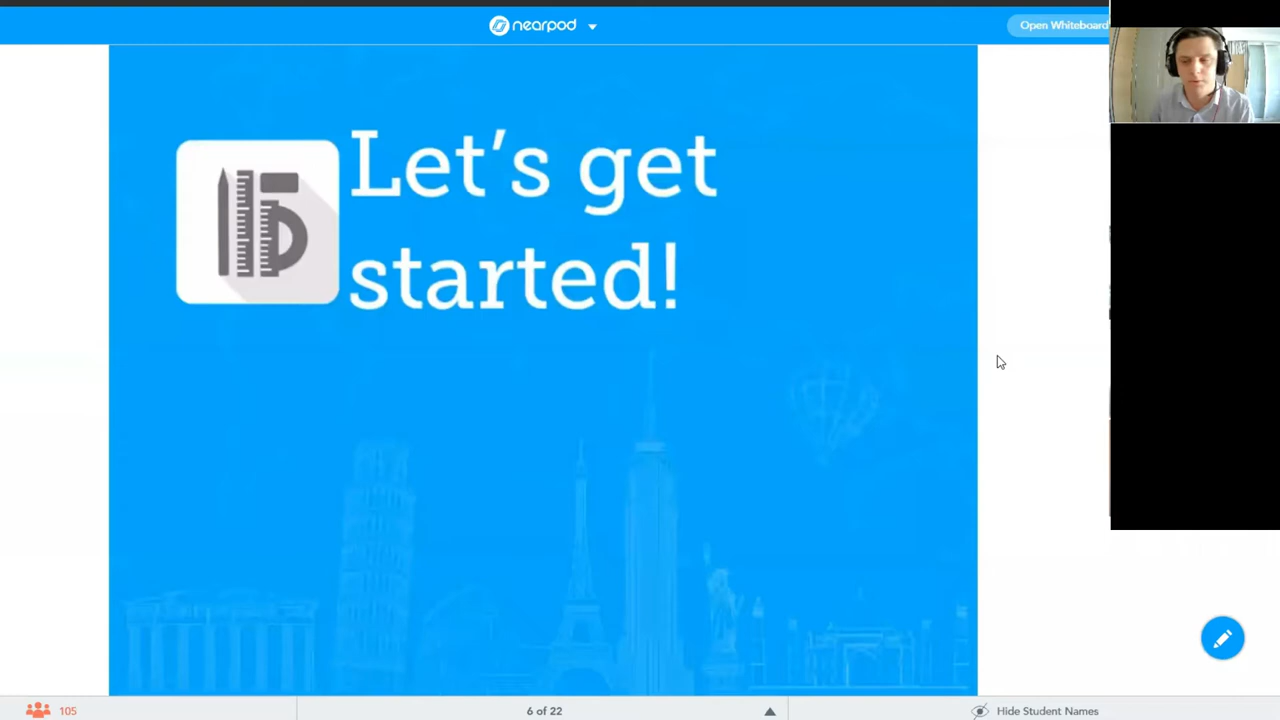 nearpod
Open Whiteboard
Let's get
started!
105
6 of 22
Hide Student Names